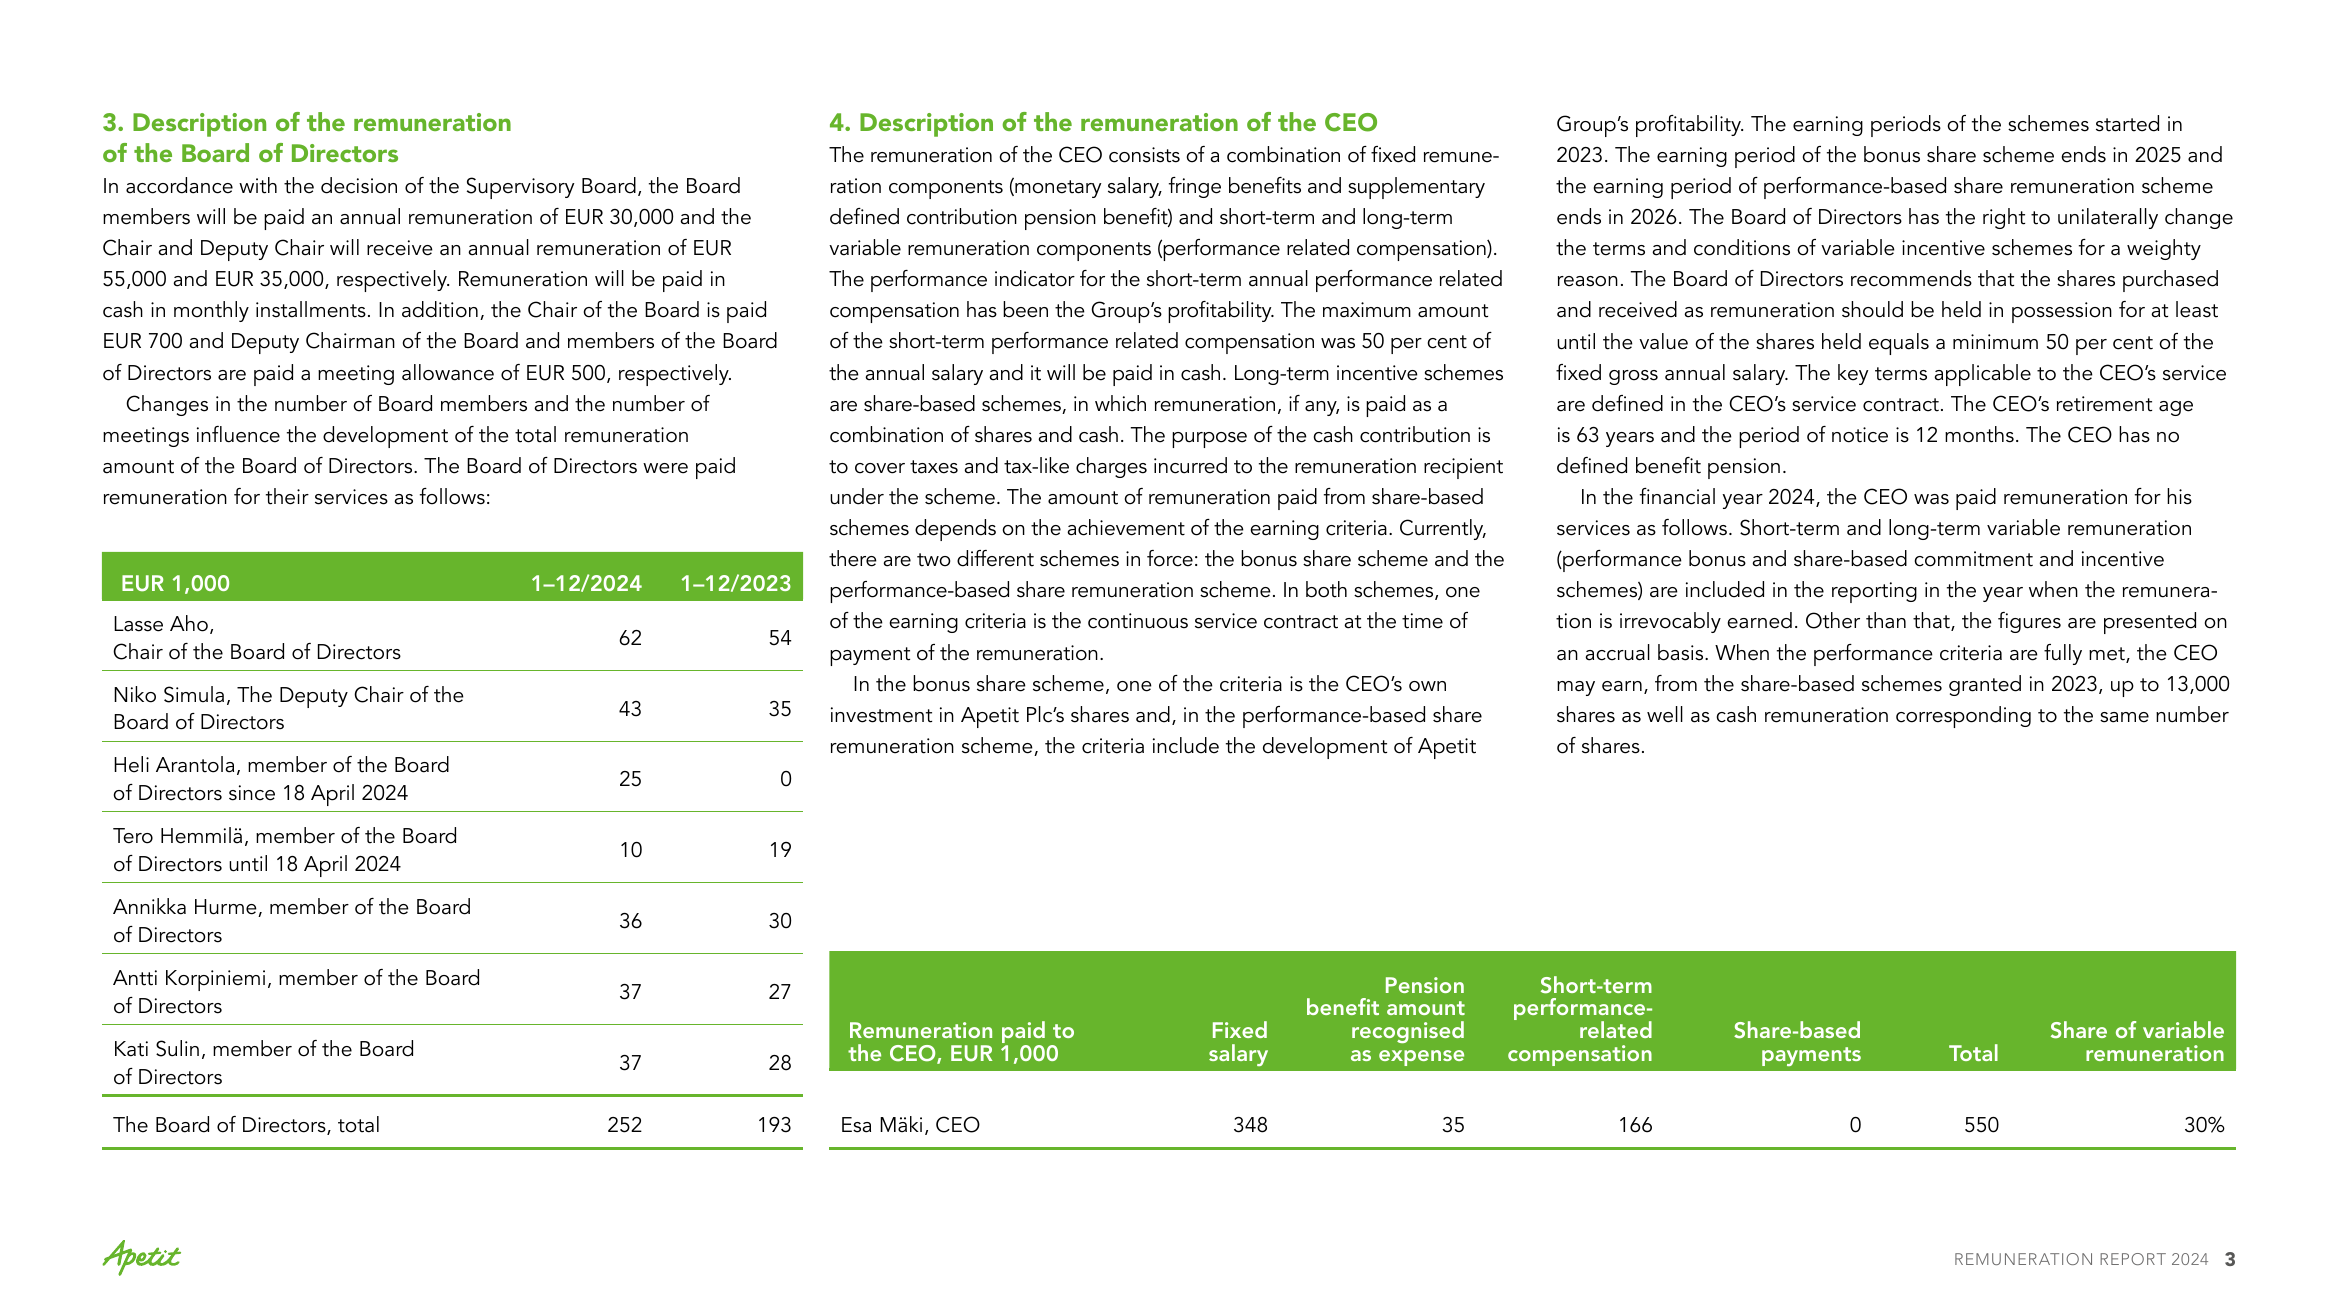 3. Description of the remuneration
of the Board of Directors
In accordance with the decision of the Supervisory Board, the Board
members will be paid an annual remuneration of EUR 30,000 and the
Chair and Deputy Chair will receive an annual remuneration of EUR
55,000 and EUR 35,000, respectively. Remuneration will be paid in
cash in monthly installments. In addition, the Chair of the Board is paid
EUR 700 and Deputy Chairman of the Board and members of the Board
of Directors are paid a meeting allowance of EUR 500, respectively.
Changes in the number of Board members and the number of
meetings influence the development of the total remuneration
amount of the Board of Directors. The Board of Directors were paid
remuneration for their services as follows:
EUR 1,000 1–12/2024 1–12/2023
Lasse Aho,
Chair of the Board of Directors 62 54
Niko Simula, The Deputy Chair of the
Board of Directors 43 35
Heli Arantola, member of the Board
of Directors since 18 April 2024 25 0
Tero Hemmilä, member of the Board
of Directors until 18 April 2024 10 19
Annikka Hurme, member of the Board
of Directors 36 30
Antti Korpiniemi, member of the Board
of Directors 37 27
Kati Sulin, member of the Board
of Directors 37 28
The Board of Directors, total 252 193
4. Description of the remuneration of the CEO
The remuneration of the CEO consists of a combination of fixed remune-
ration components (monetary salary, fringe benefits and supplementary
defined contribution pension benefit) and short-term and long-term
variable remuneration components (performance related compensation).
The performance indicator for the short-term annual performance related
compensation has been the Group's profitability. The maximum amount
of the short-term performance related compensation was 50 per cent of
the annual salary and it will be paid in cash. Long-term incentive schemes
are share-based schemes, in which remuneration, if any, is paid as a
combination of shares and cash. The purpose of the cash contribution is
to cover taxes and tax-like charges incurred to the remuneration recipient
under the scheme. The amount of remuneration paid from share-based
schemes depends on the achievement of the earning criteria. Currently,
there are two different schemes in force: the bonus share scheme and the
performance-based share remuneration scheme. In both schemes, one
of the earning criteria is the continuous service contract at the time of
payment of the remuneration.
In the bonus share scheme, one of the criteria is the CEO's own
investment in Apetit Plc's shares and, in the performance-based share
remuneration scheme, the criteria include the development of Apetit
Group's profitability. The earning periods of the schemes started in
2023. The earning period of the bonus share scheme ends in 2025 and
the earning period of performance-based share remuneration scheme
ends in 2026. The Board of Directors has the right to unilaterally change
the terms and conditions of variable incentive schemes for a weighty
reason. The Board of Directors recommends that the shares purchased
and received as remuneration should be held in possession for at least
until the value of the shares held equals a minimum 50 per cent of the
fixed gross annual salary. The key terms applicable to the CEO's service
are defined in the CEO's service contract. The CEO's retirement age
is 63 years and the period of notice is 12 months. The CEO has no
defined benefit pension.
In the financial year 2024, the CEO was paid remuneration for his
services as follows. Short-term and long-term variable remuneration
(performance bonus and share-based commitment and incentive
schemes) are included in the reporting in the year when the remunera-
tion is irrevocably earned. Other than that, the figures are presented on
an accrual basis. When the performance criteria are fully met, the CEO
may earn, from the share-based schemes granted in 2023, up to 13,000
shares as well as cash remuneration corresponding to the same number
of shares.
Pension Short-term
benefit amount performance-
Remuneration paid to Fixed recognised related Share-based Share of variable
the CEO, EUR 1,000 salary as expense compensation payments Total remuneration
Esa Mäki, CEO 348 35 166 0 550 30%
Apetit
REMUNERATION REPORT 2024 3